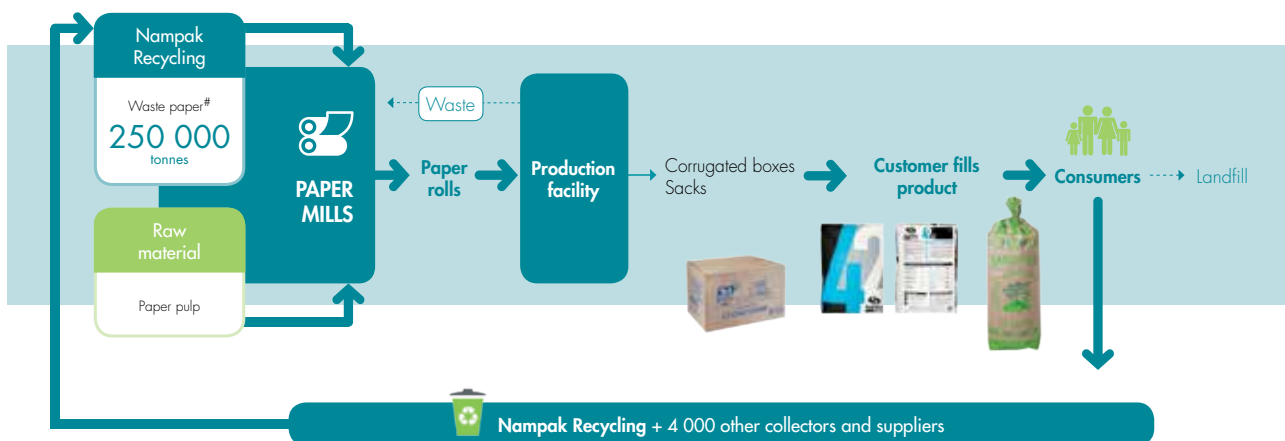 Nampak
Recycling
Waste paper#
250 000
tonnes
Raw
material
Paper pulp
PAPER
MILLS
Waste
Paper
rolls
Production
facility
Corrugated boxes
Sacks
Customer fills
product
Consumers
Landfill
42
Nampak Recycling + 4 000 other collectors and suppliers